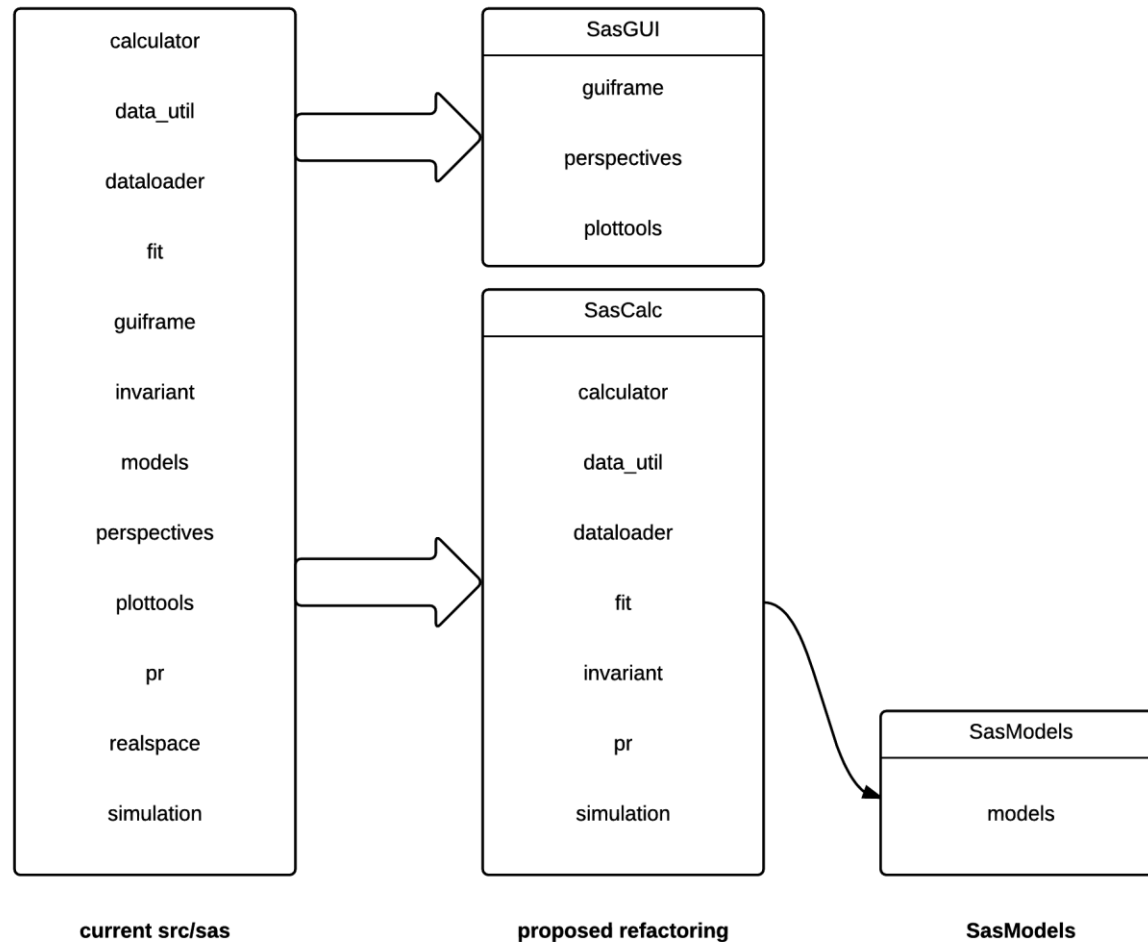 calculator
data_util
dataloader
fit
guiframe
invariant
models
perspectives
plottools
pr
realspace
simulation
current src/sas
SasGUI
guiframe
perspectives
plottools
SasCalc
calculator
data_util
dataloader
fit
invariant
pr
simulation
proposed refactoring
SasModels
models
SasModels